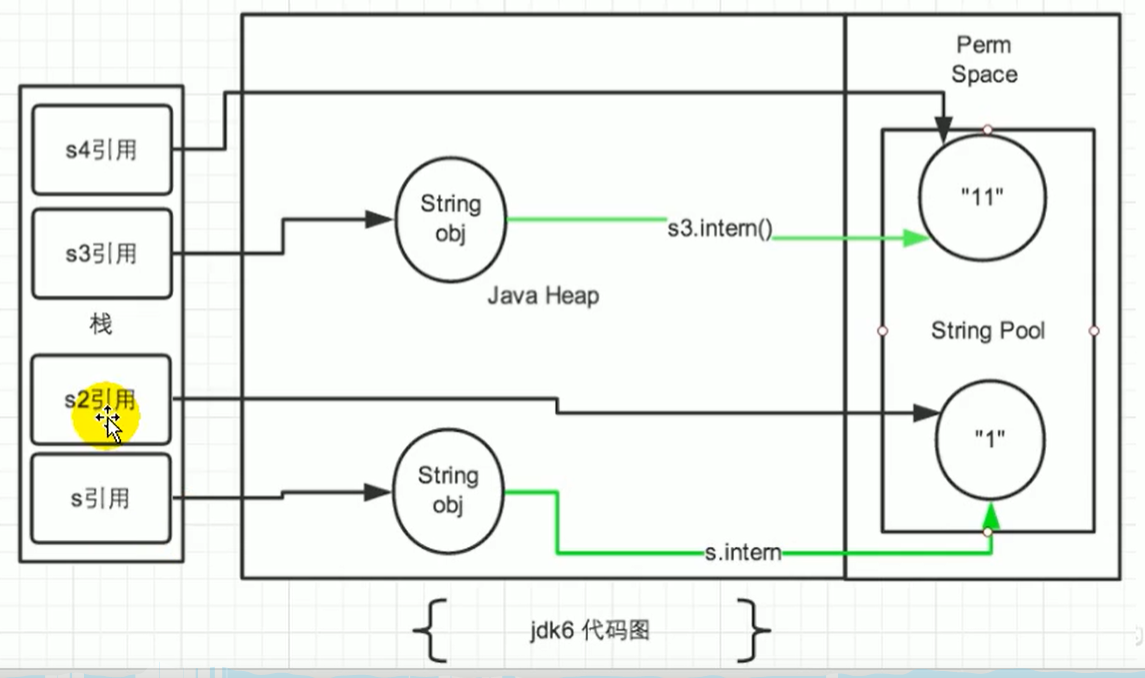 Perm
Space
s4引用
"11"
String
obj
s3.intern()
s3引用
Java Heap
栈
String Pool
s2引用
"1"
String
obj
s引用
s.intern
jdk6 代码图